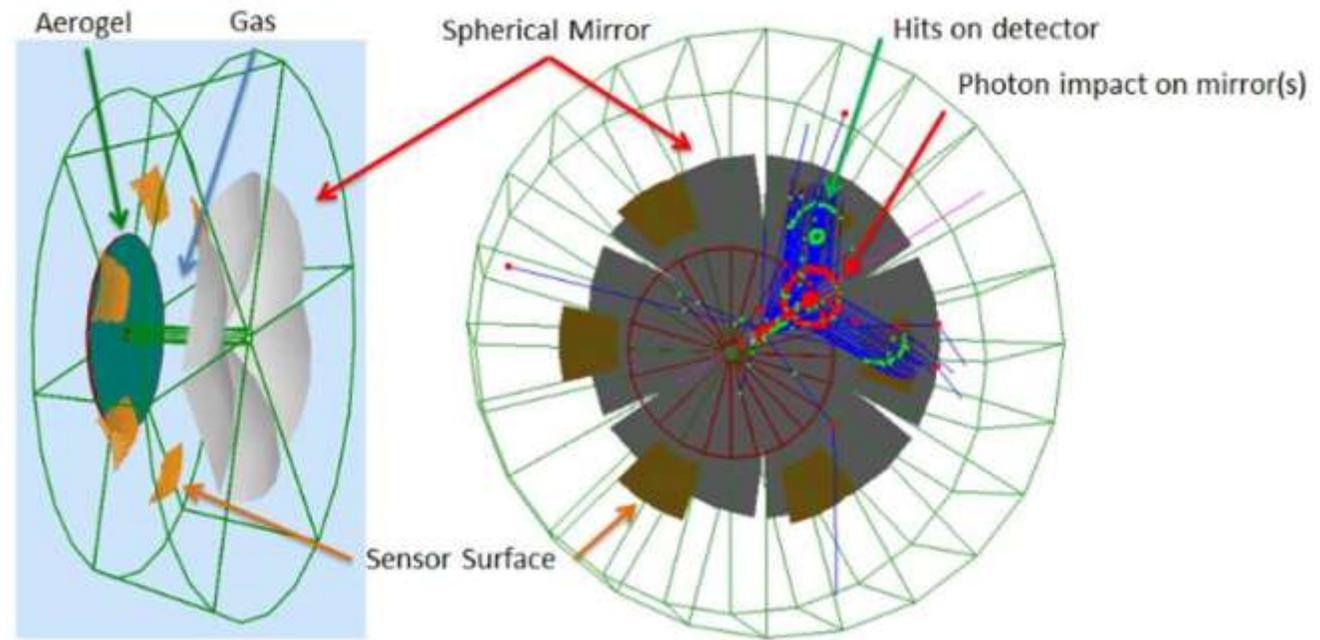 Aerogel
Gas
Spherical Mirror
Hits on detector
Photon impact on mirror(s)
Sensor Surface